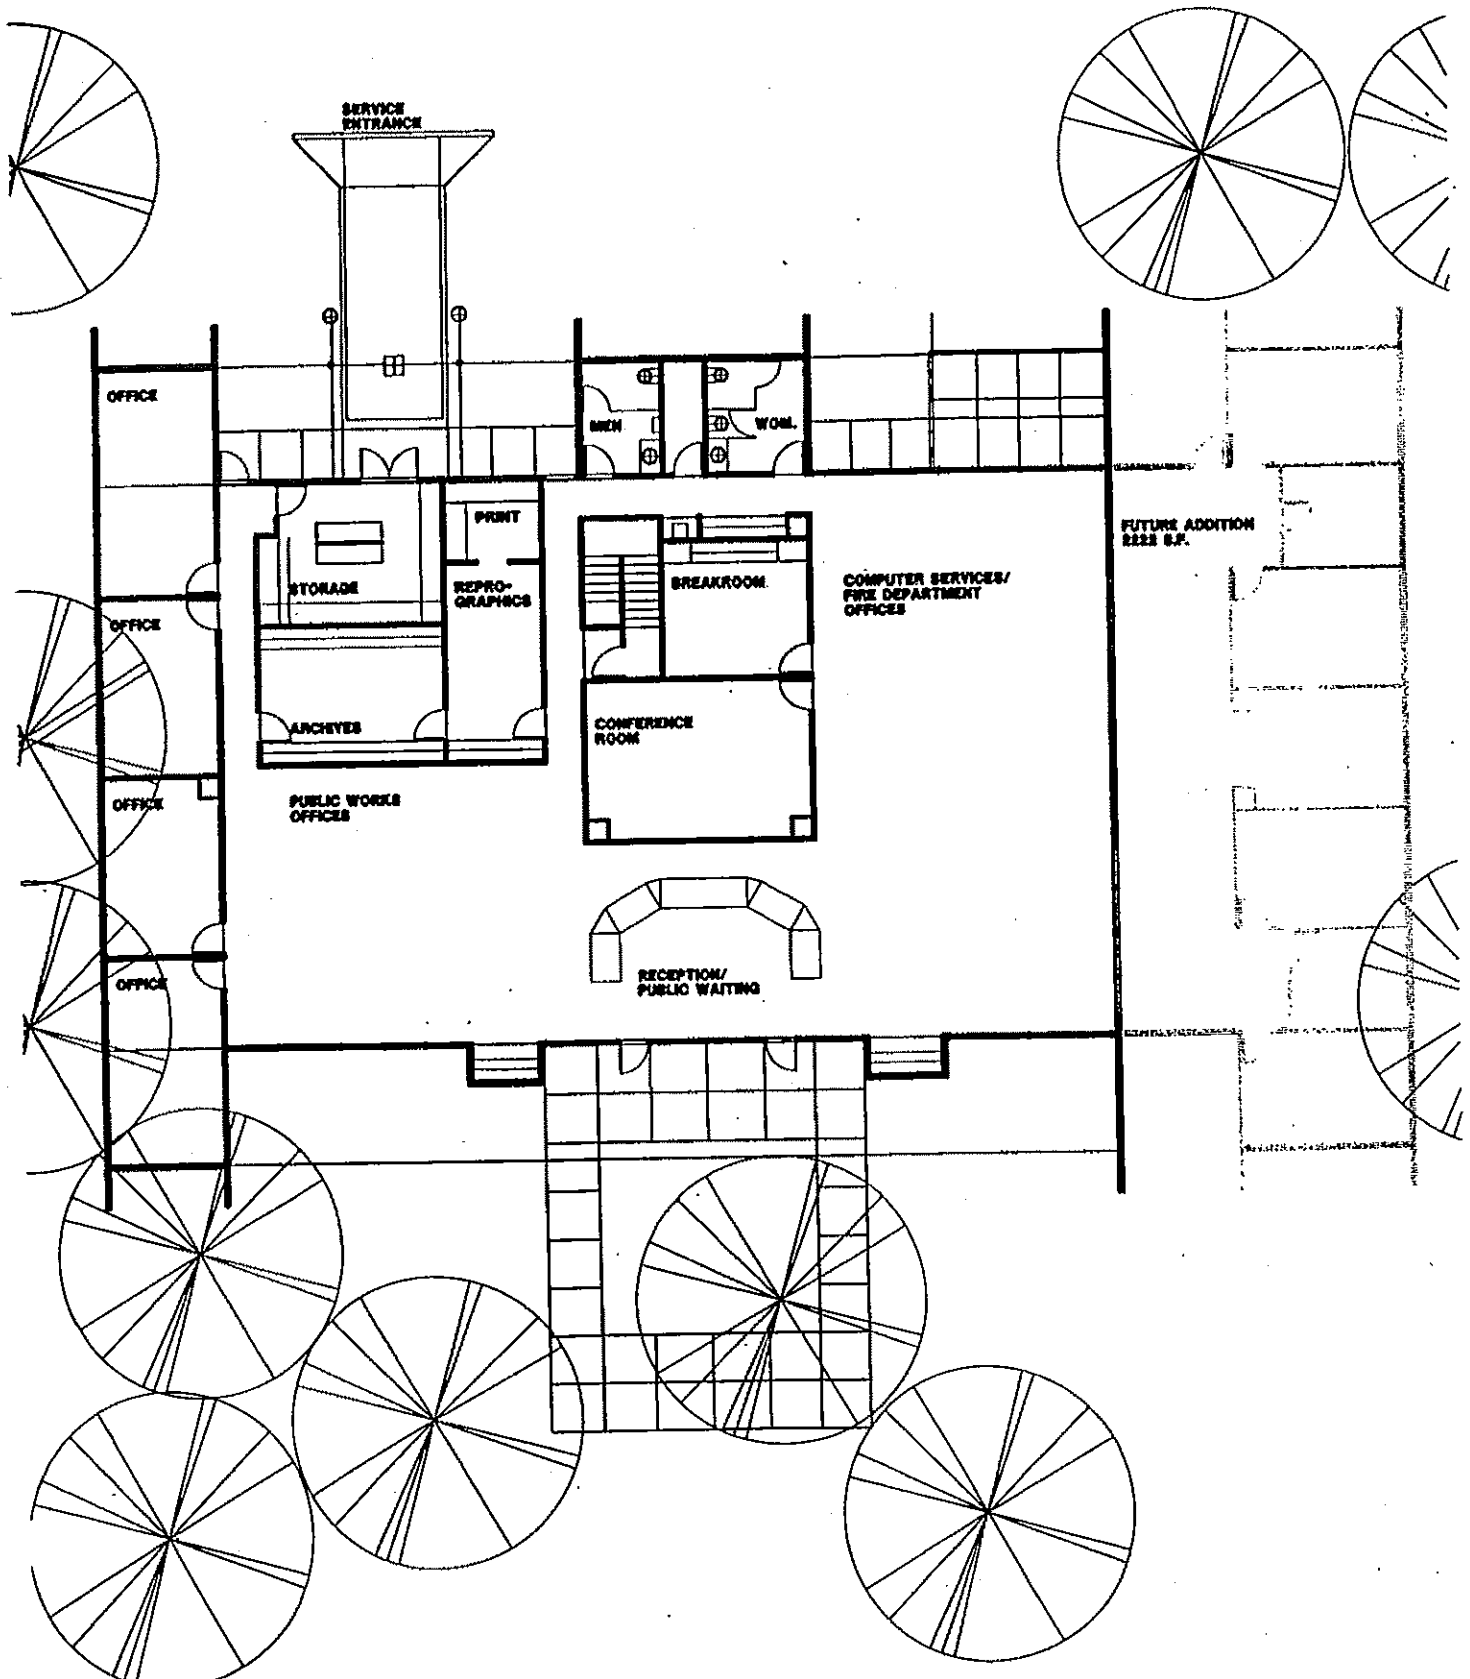 SERVICE
ENTRANCE
OFFICE
MEN
WOM.
PRINT
FUTURE ADDITION
2222 S.F.
STORAGE
REPRO-
GRAPHICS
BREAKROOM
COMPUTER SERVICES/
FIRE DEPARTMENT
OFFICES
OFFICE
ARCHIVES
CONFERENCE
ROOM
OFFICE
PUBLIC WORKS
OFFICES
OFFICE
RECEPTION/
PUBLIC WAITING